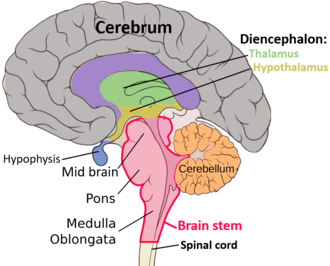 Cerebrum
Diencephalon:
Thalamus
Hypothalamus
Hypophysis
Mid brain
Cerebellum
Pons
Medulla
Oblongata
Brain stem
Spinal cord